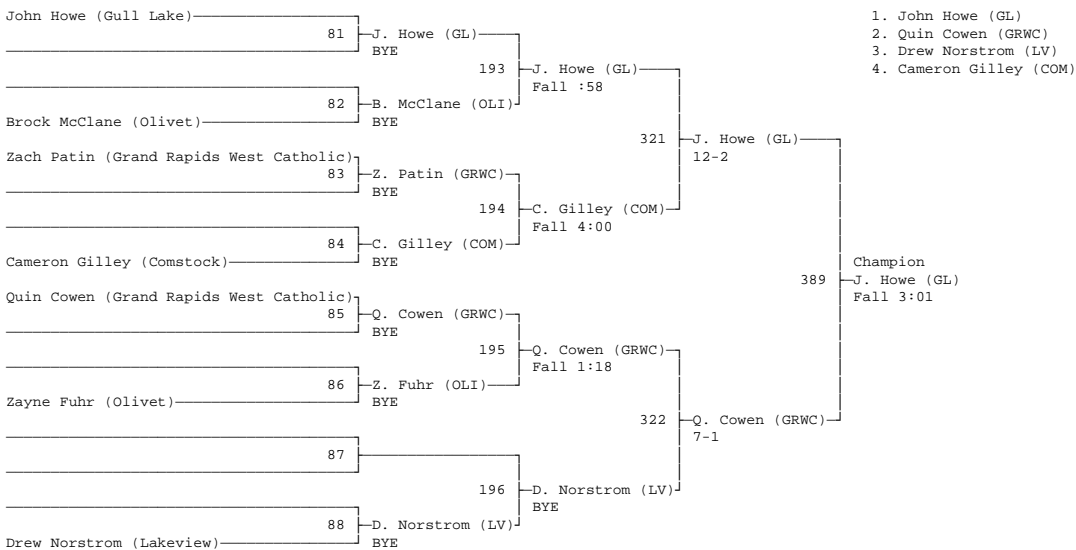 John Howe (Gull Lake)
1. John Howe (GL)
81 J. Howe (GL)
2. Quin Cowen (GRWC)
BYE
3. Drew Norstrom (LV)
193 J. Howe (GL)
4. Cameron Gilley (COM)
Fall :58
82 B. McClane (OLI)
Brock McClane (Olivet) BYE
321 J. Howe (GL)
Zach Patin (Grand Rapids West Catholic) 12-2
83 Z. Patin (GRWC)
BYE
194 C. Gilley (COM)
Fall 4:00
84 C. Gilley (COM)
Cameron Gilley (Comstock) BYE Champion
389 J. Howe (GL)
Quin Cowen (Grand Rapids West Catholic) Fall 3:01
85 Q. Cowen (GRWC)
BYE
195 Q. Cowen (GRWC)
Fall 1:18
86 Z. Fuhr (OLI)
Zayne Fuhr (Olivet) BYE
322 Q. Cowen (GRWC)
7-1
87
196 D. Norstrom (LV)
BYE
88 D. Norstrom (LV)
Drew Norstrom (Lakeview) BYE